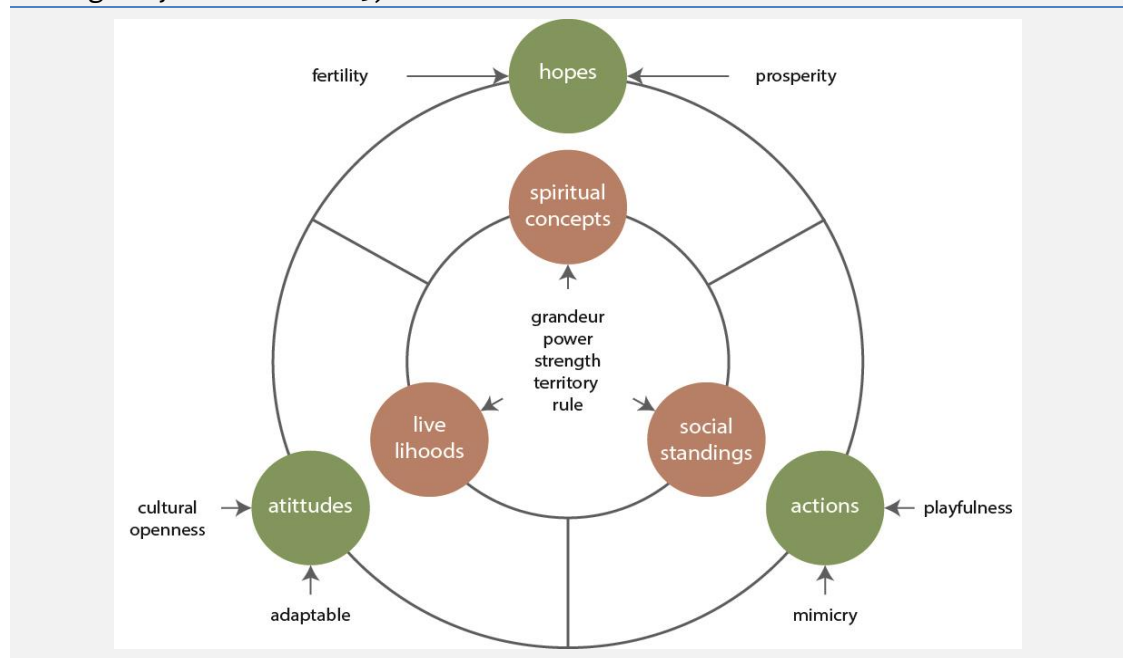 fertility
hopes
prosperity
spiritual
concepts
grandeur
power
strength
territory
rule
live
lihoods
social
standings
cultural
openness
atittudes
actions
playfulness
adaptable
mimicry